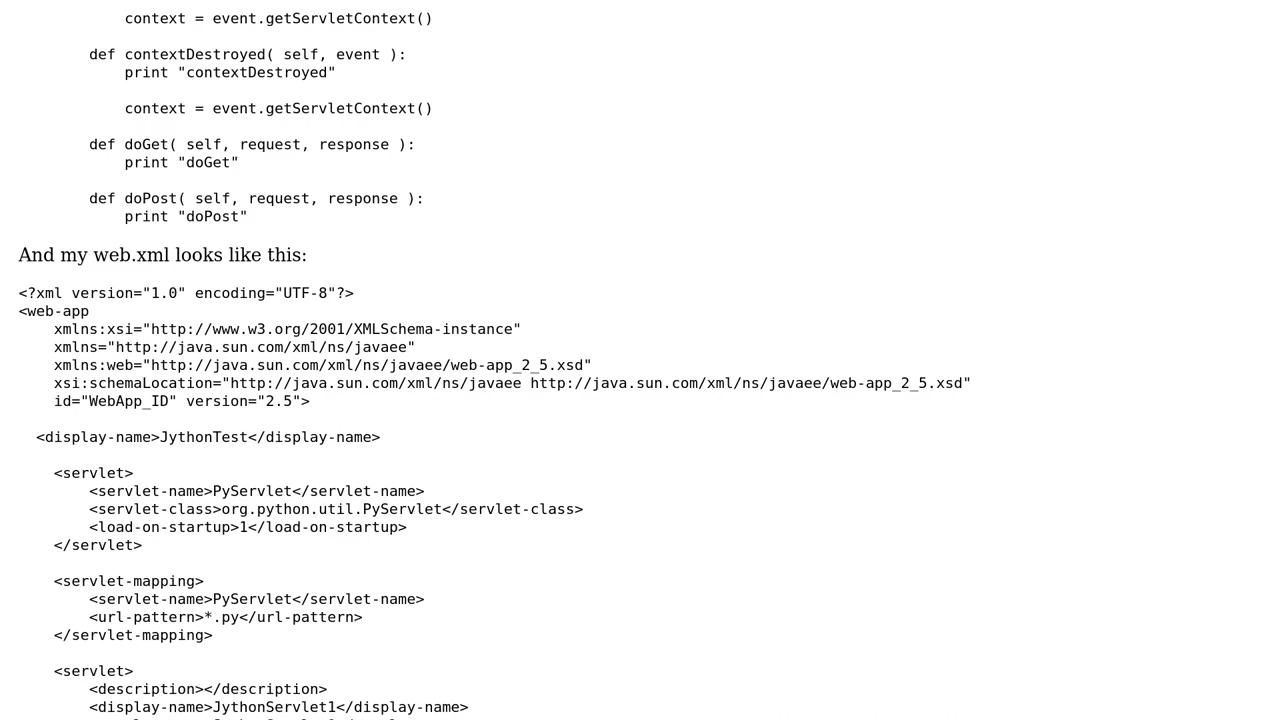 context = event.getServletContext()
def contextDestroyed( self, event ):
print "contextDestroyed"
context = event.getServletContext()
def doGet( self, request, response ):
print "doGet"
def doPost( self, request, response ):
print "doPost"
And my web.xml looks like this:
<?xml version="1.0" encoding="UTF-8"?>
<web-app
xmlns:xsi="http://www.w3.org/2001/XMLSchema-instance"
xmlns="http://java.sun.com/xml/ns/javaee"
xmlns:web="http://java.sun.com/xml/ns/javaee/web-app_2_5.xsd"
xsi:schemaLocation="http://java.sun.com/xml/ns/javaee http://java.sun.com/xml/ns/javaee/web-app_2_5.xsd"
id="WebApp_ID" version="2.5">
<display-name>JythonTest</display-name>
<servlet>
<servlet-name>PyServlet</servlet-name>
<servlet-class>org.python.util.PyServlet</servlet-class>
<load-on-startup>1</load-on-startup>
</servlet>
<servlet-mapping>
<servlet-name>PyServlet</servlet-name>
<url-pattern>*.py</url-pattern>
</servlet-mapping>
<servlet>
<description></description>
<display-name>JythonServlet1</display-name>